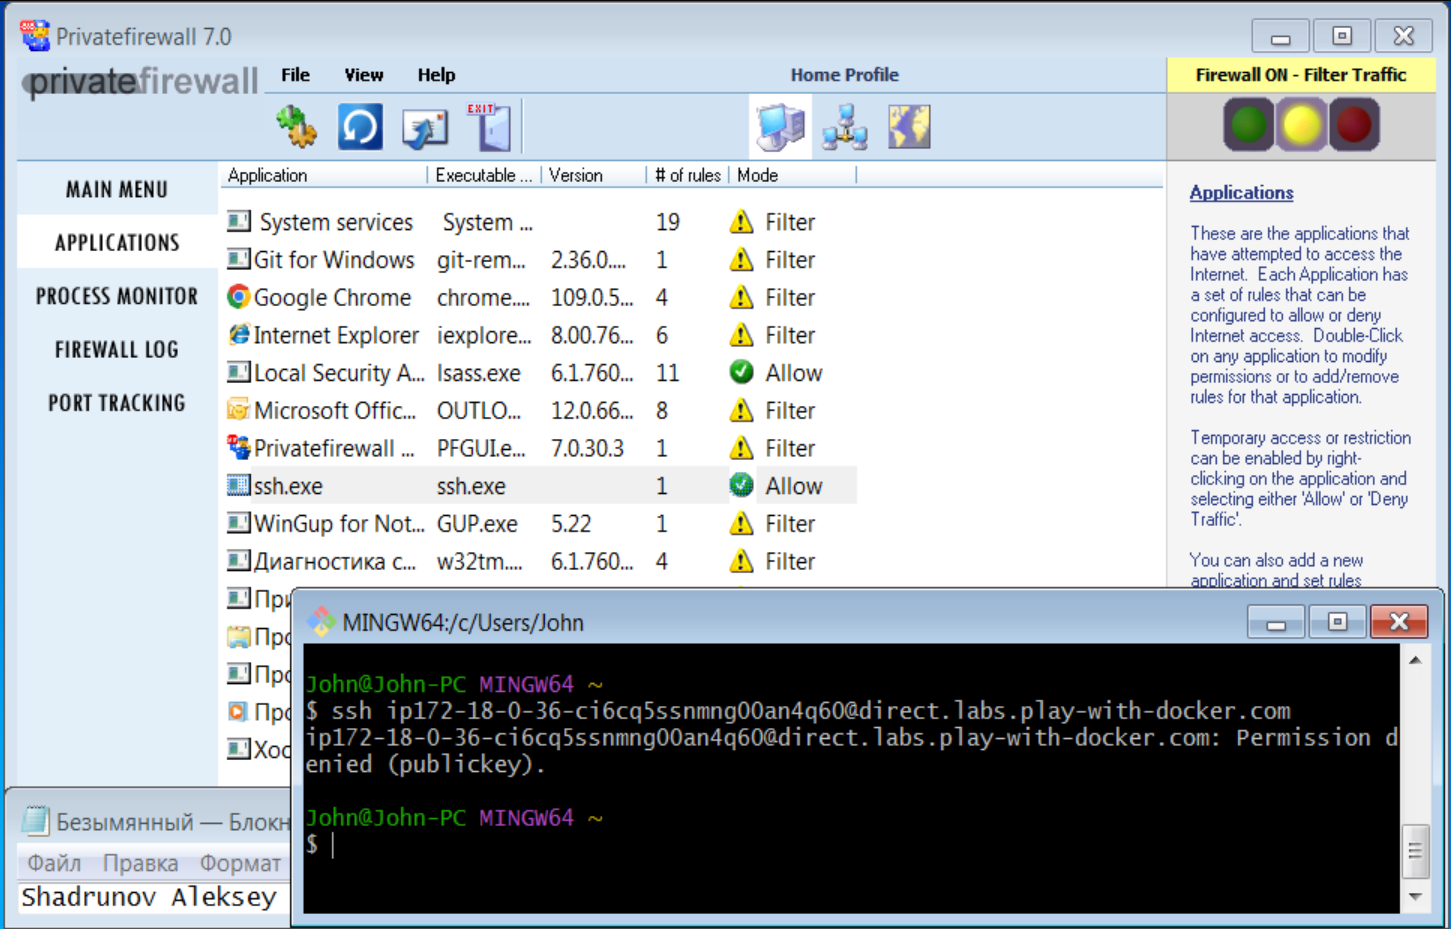 Privatefirewall 7.0
privatefirewall
File View Help
Home Profile
Firewall ON - Filter Traffic
EXIT
MAIN MENU
APPLICATIONS
PROCESS MONITOR
FIREWALL LOG
PORT TRACKING
Application Executable ... Version # of rules Mode
System services System ... 19 Filter
Git for Windows git-rem... 2.36.0.... 1 Filter
Google Chrome chrome.... 109.0.5... 4 Filter
Internet Explorer iexplore... 8.00.76... 6 Filter
Local Security A... lsass.exe 6.1.760... 11 Allow
Microsoft Offic... OUTLO... 12.0.66... 8 Filter
Privatefirewall ... PFGUI.e... 7.0.30.3 1 Filter
ssh.exe ssh.exe 1 Allow
WinGup for Not... GUP.exe 5.22 1 Filter
Диагностика с... w32tm.... 6.1.760... 4 Filter
При
Про
Про
Про
Хос
Applications
These are the applications that
have attempted to access the
Internet. Each Application has
a set of rules that can be
configured to allow or deny
Internet access. Double-Click
on any application to modify
permissions or to add/remove
rules for that application.
Temporary access or restriction
can be enabled by right-
clicking on the application and
selecting either 'Allow' or 'Deny
Traffic'.
You can also add a new
application and set rules
MINGW64:/c/Users/John
John@John-PC MINGW64 ~
$ ssh ip172-18-0-36-ci6cq5ssnmng00an4q60@direct.labs.play-with-docker.com
ip172-18-0-36-ci6cq5ssnmng00an4q60@direct.labs.play-with-docker.com: Permission d
enied (publickey).
John@John-PC MINGW64 ~
$
Безымянный — Блокн
Файл Правка Формат
Shadrunov Aleksey